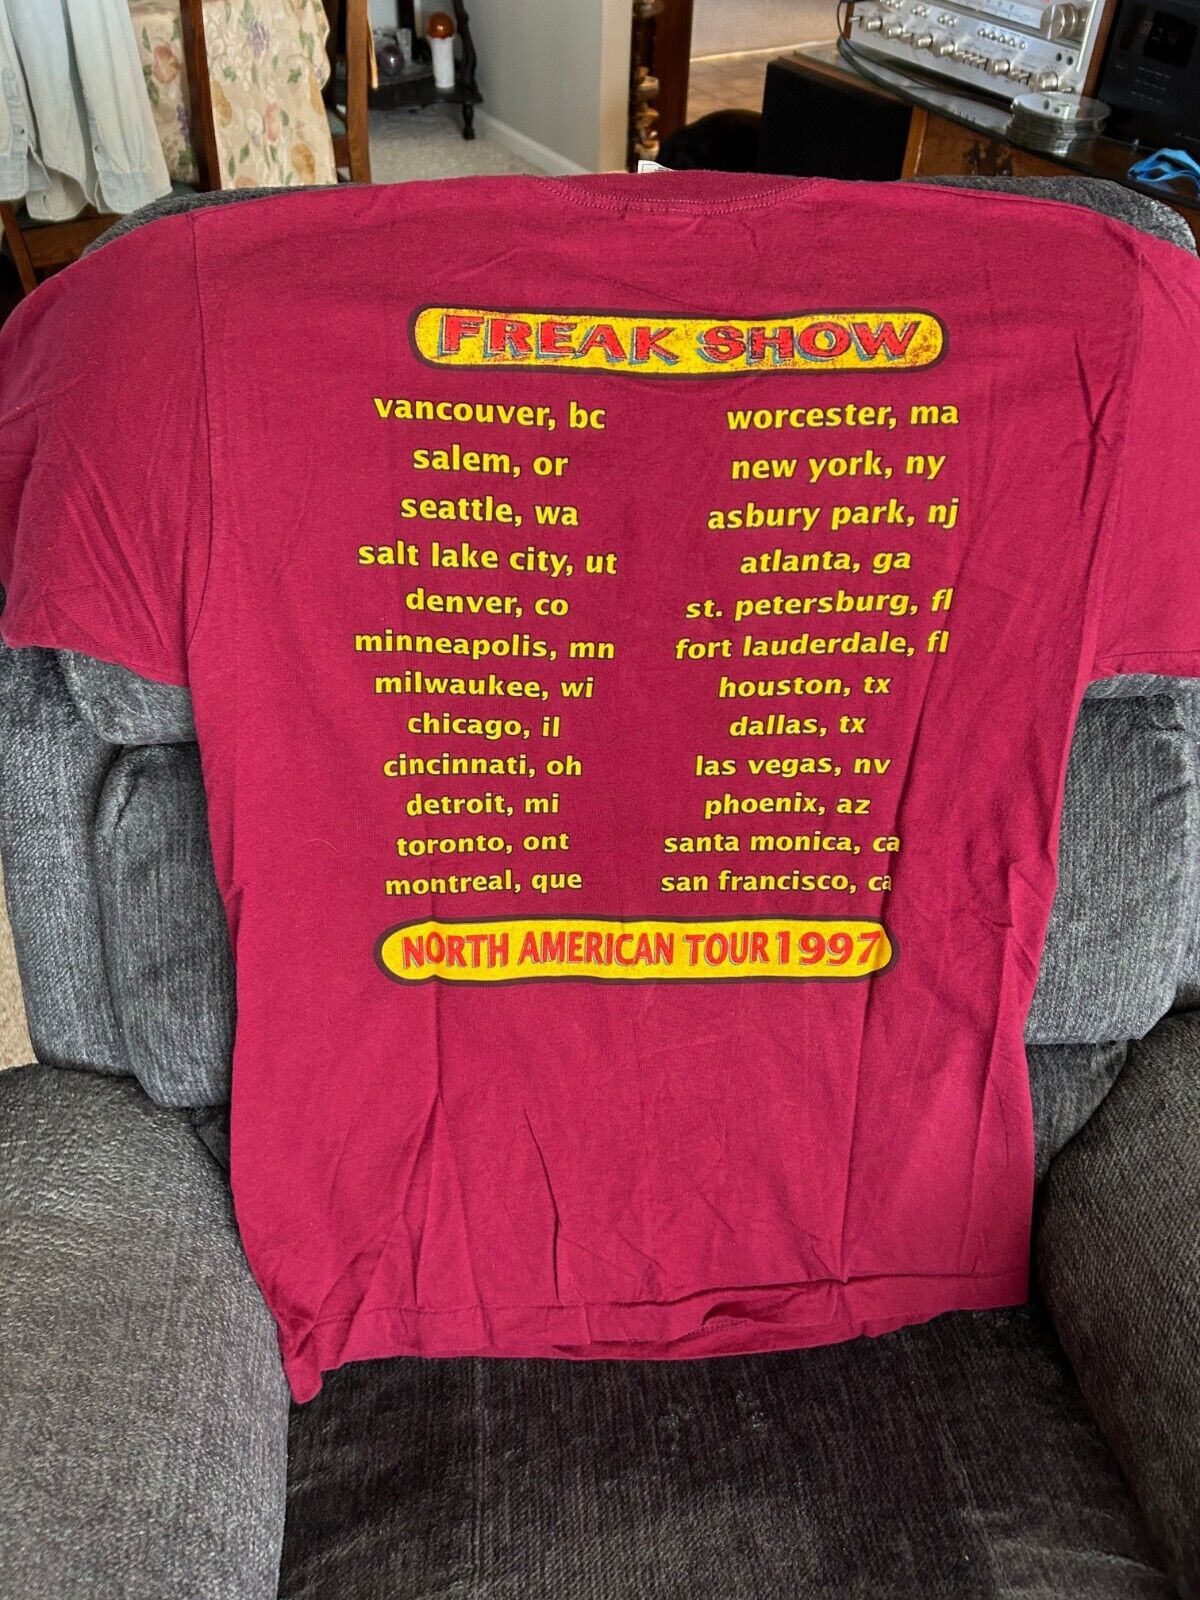 FREAK SHOW
vancouver, bc
salem, or
seattle, wa
salt lake city, ut
denver, co
minneapolis, mn
milwaukee, wi
chicago, il
cincinnati, oh
detroit, mi
toronto, ont
montreal, que
worcester, ma
new york, ny
asbury park, nj
atlanta, ga
st. petersburg, fl
fort lauderdale, fl
houston, tx
dallas, tx
las vegas, nv
phoenix, az
santa monica, ca
san francisco, ca
NORTH AMERICAN TOUR 1997